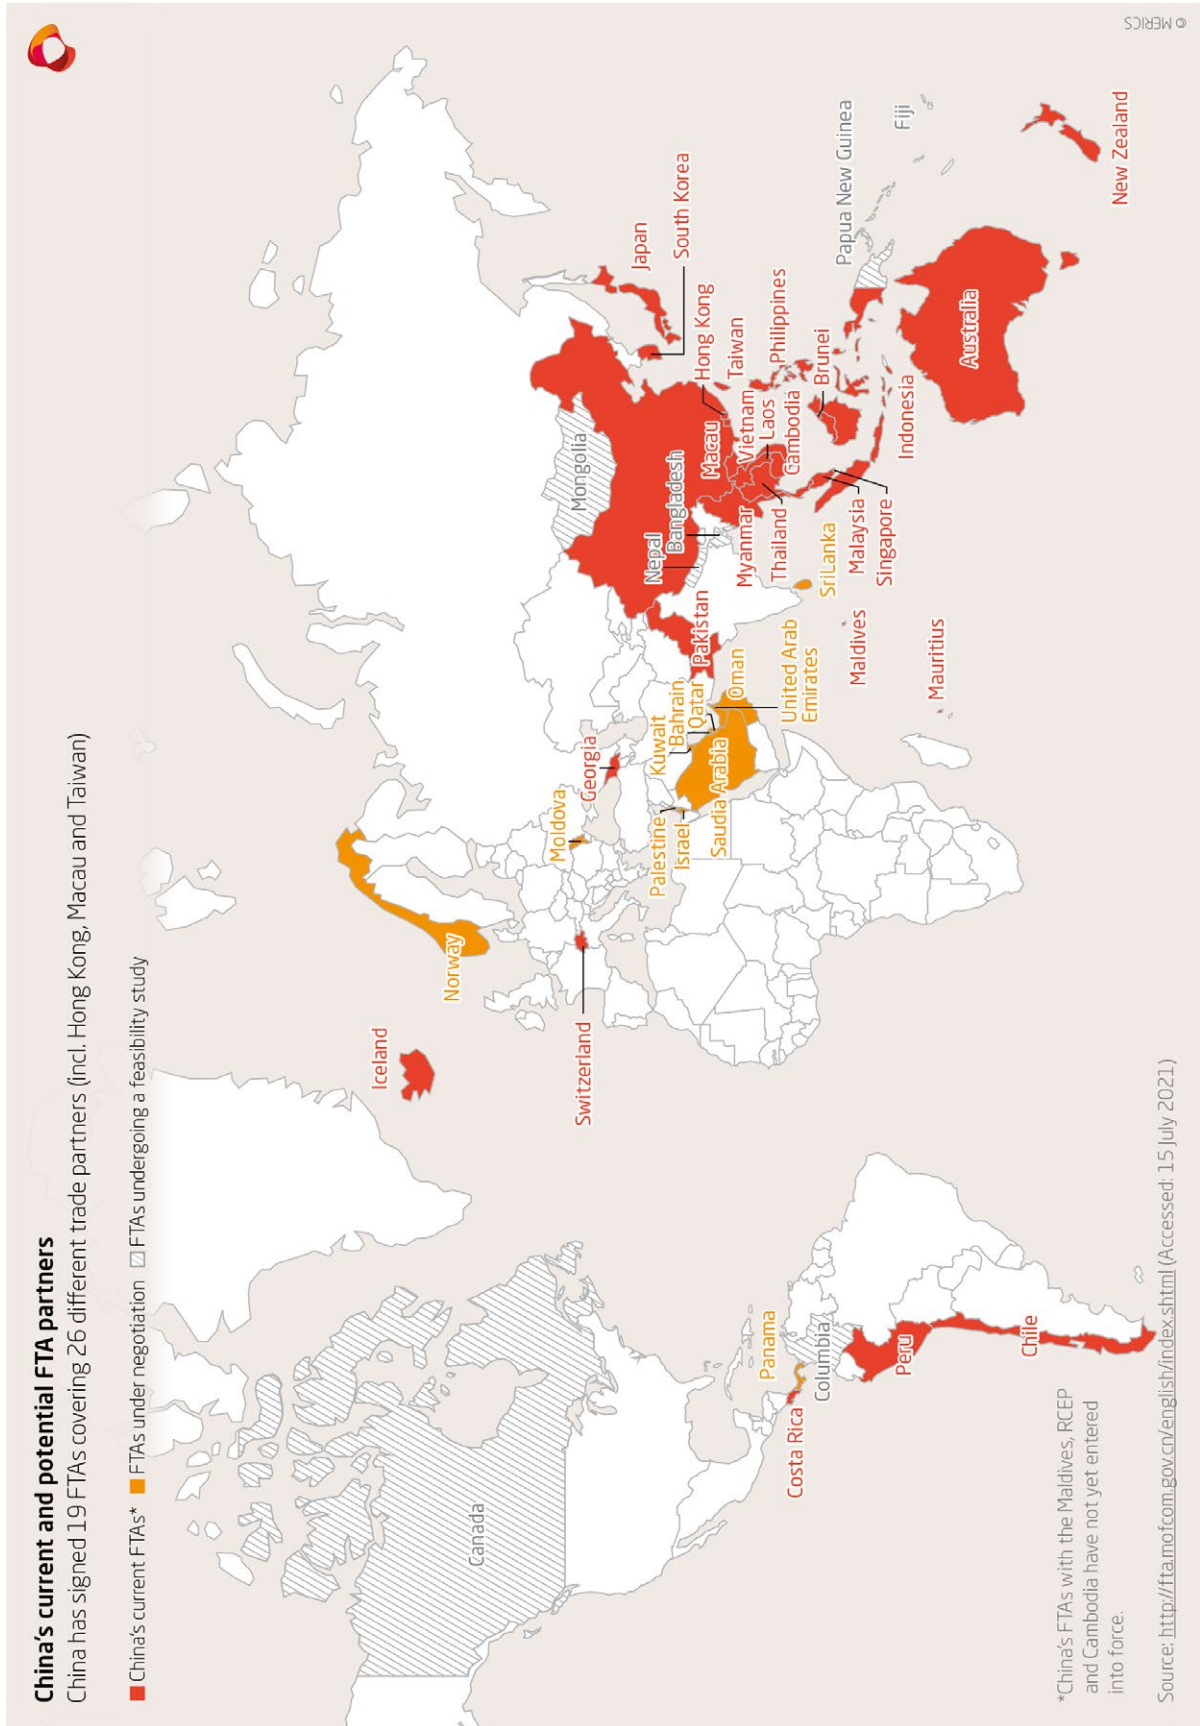 China's current and potential FTA partners
China has signed 19 FTAs covering 26 different trade partners (incl. Hong Kong, Macau and Taiwan)
China's current FTAs* FTAs under negotiation FTAs undergoing a feasibility study
Canada
Iceland
Norway
Switzerland
Moldova
Georgia
Palestine
Israel
Kuwait
Bahrain
Qatar
Saudia Arabia
Oman
United Arab
Emirates
Pakistan
Nepal
Bangladesh
Mongolia
Japan
South Korea
Hong Kong
Macau
Taiwan
Vietnam
Laos
Cambodia
Philippines
Brunei
Myanmar
Thailand
SriLanka
Malaysia
Singapore
Indonesia
Maldives
Mauritius
Papua New Guinea
Fiji
Australia
New Zealand
Panama
Costa Rica
Columbia
Peru
Chile
*China's FTAs with the Maldives, RCEP
and Cambodia have not yet entered
into force.
Source: http://fta.mofcom.gov.cn/english/index.shtml (Accessed: 15 July 2021)
© MERICS